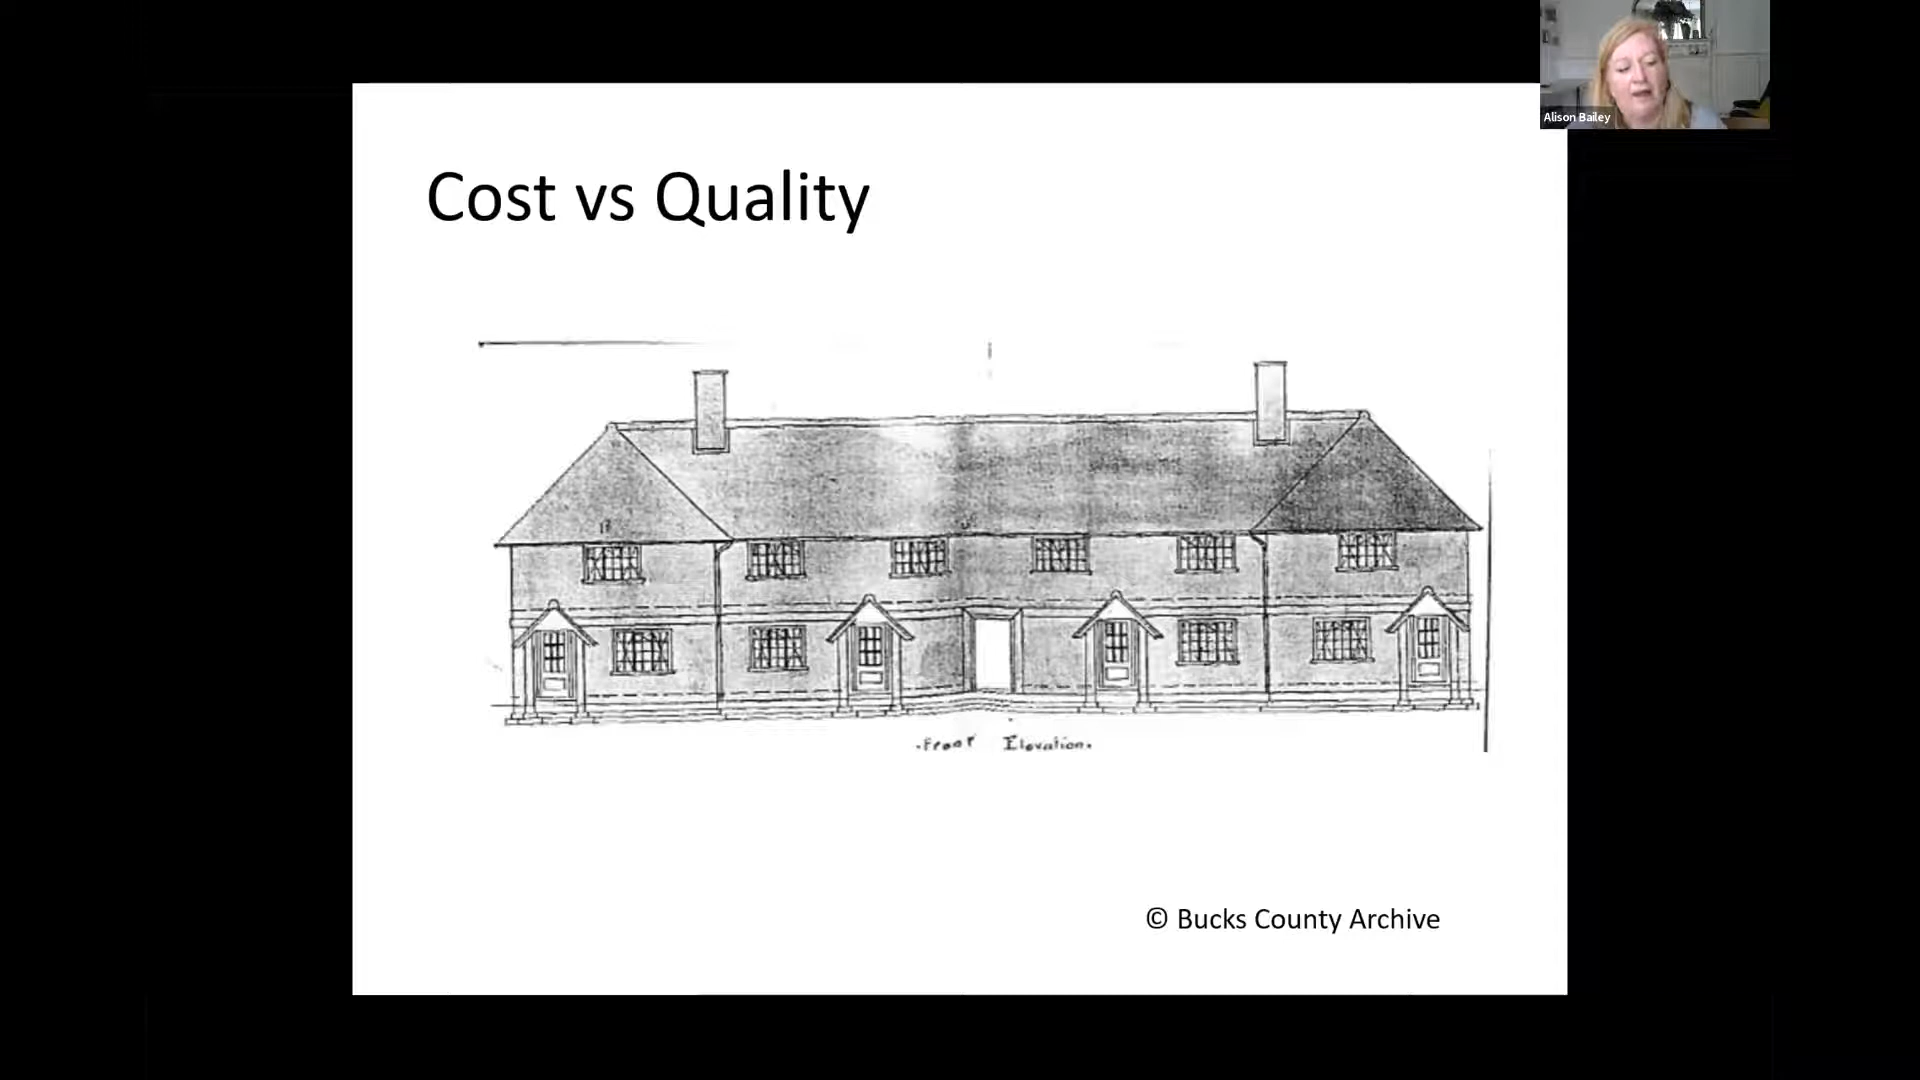 Alison Bailey
Cost vs Quality
.Front Elevation.
© Bucks County Archive